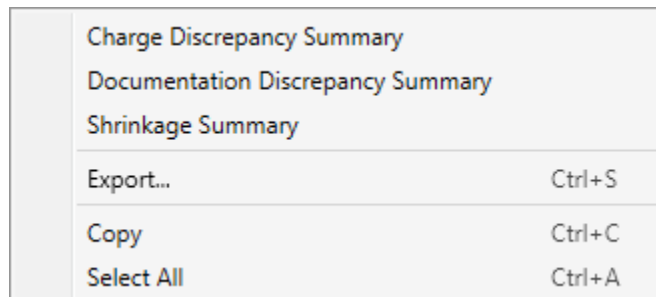 Charge Discrepancy Summary
Documentation Discrepancy Summary
Shrinkage Summary
Export... Ctrl+S
Copy Ctrl+C
Select All Ctrl+A